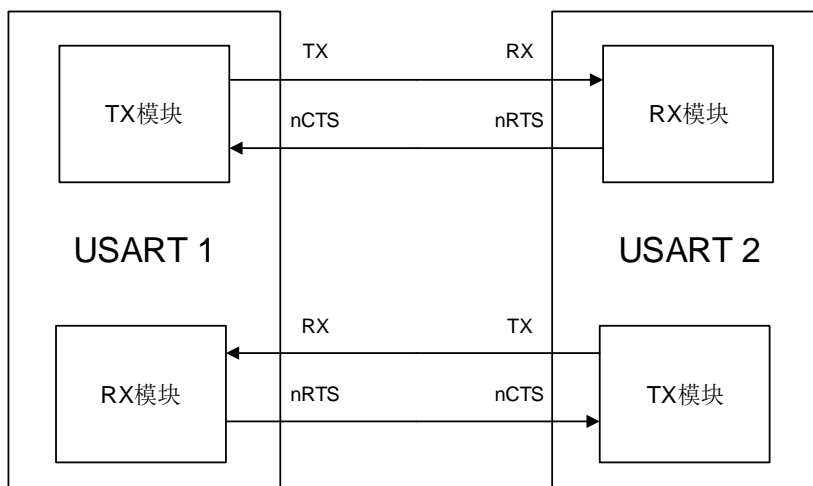 TX RX
TX模块 RX模块
nCTS nRTS
USART 1 USART 2
RX TX
RX模块 TX模块
nRTS nCTS